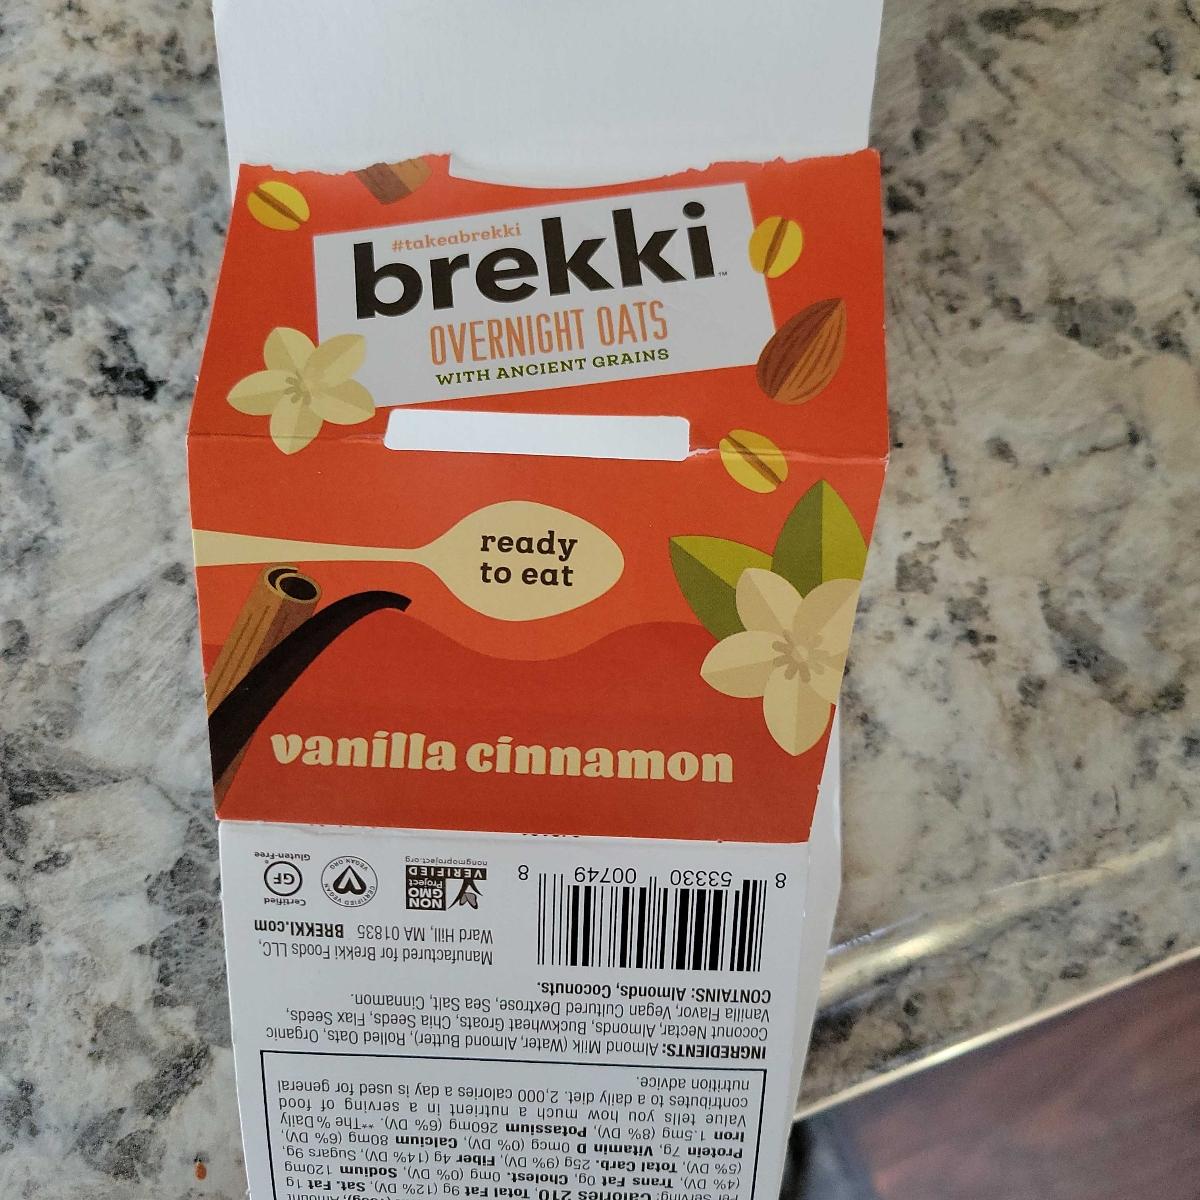 #takeabrekki
brekki™
OVERNIGHT OATS
WITH ANCIENT GRAINS
ready
to eat
vanilla cinnamon
Per Serving: Calories 210, Total Fat 9g (12% DV), Sat. Fat 1g
(4% DV), Trans Fat 0g, Cholest. 0mg (0% DV), Sodium 120mg
(5% DV), Total Carb. 25g (9% DV), Fiber 4g (14% DV), Sugars 9g,
Protein 7g, Vitamin D 0mcg (0% DV), Calcium 80mg (6% DV),
Iron 1.5mg (8% DV), Potassium 260mg (6% DV). **The % Daily
Value tells you how much a nutrient in a serving of food
contributes to a daily diet. 2,000 calories a day is used for general
nutrition advice.
INGREDIENTS: Almond Milk (Water, Almond Butter), Rolled Oats, Organic
Coconut Nectar, Almonds, Buckwheat Groats, Chia Seeds, Flax Seeds,
Vanilla Flavor, Vegan Cultured Dextrose, Sea Salt, Cinnamon.
CONTAINS: Almonds, Coconuts.
Manufactured for Brekki Foods LLC,
Ward Hill, MA 01835 BREKKI.com
8 53330 00749 8
NON
GMO
Project
VERIFIED
nongmoproject.org
CERTIFIED VEGAN
VEGAN.ORG
Certified
GF
Gluten-Free